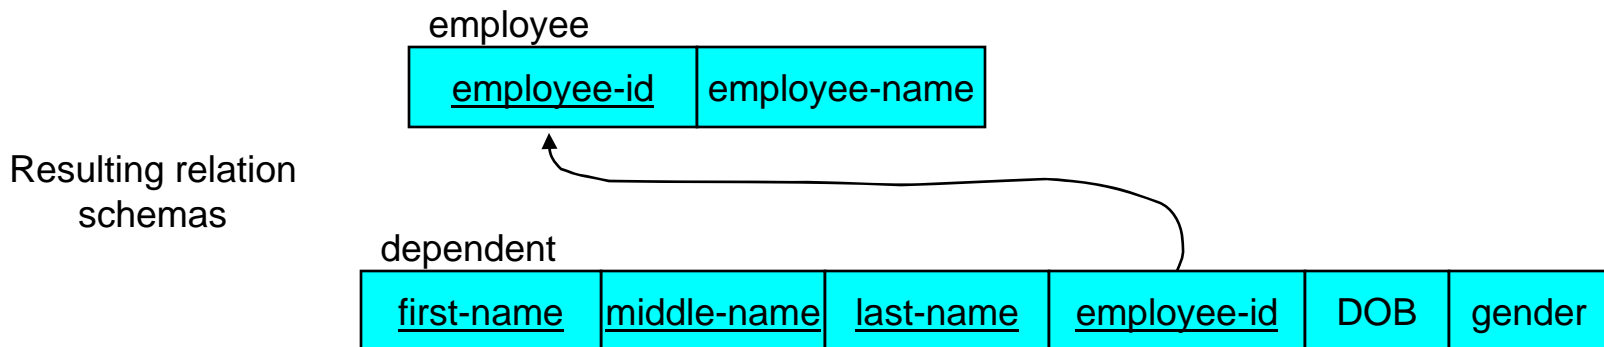 employee
employee-id employee-name
Resulting relation
schemas
dependent
first-name middle-name last-name employee-id DOB gender